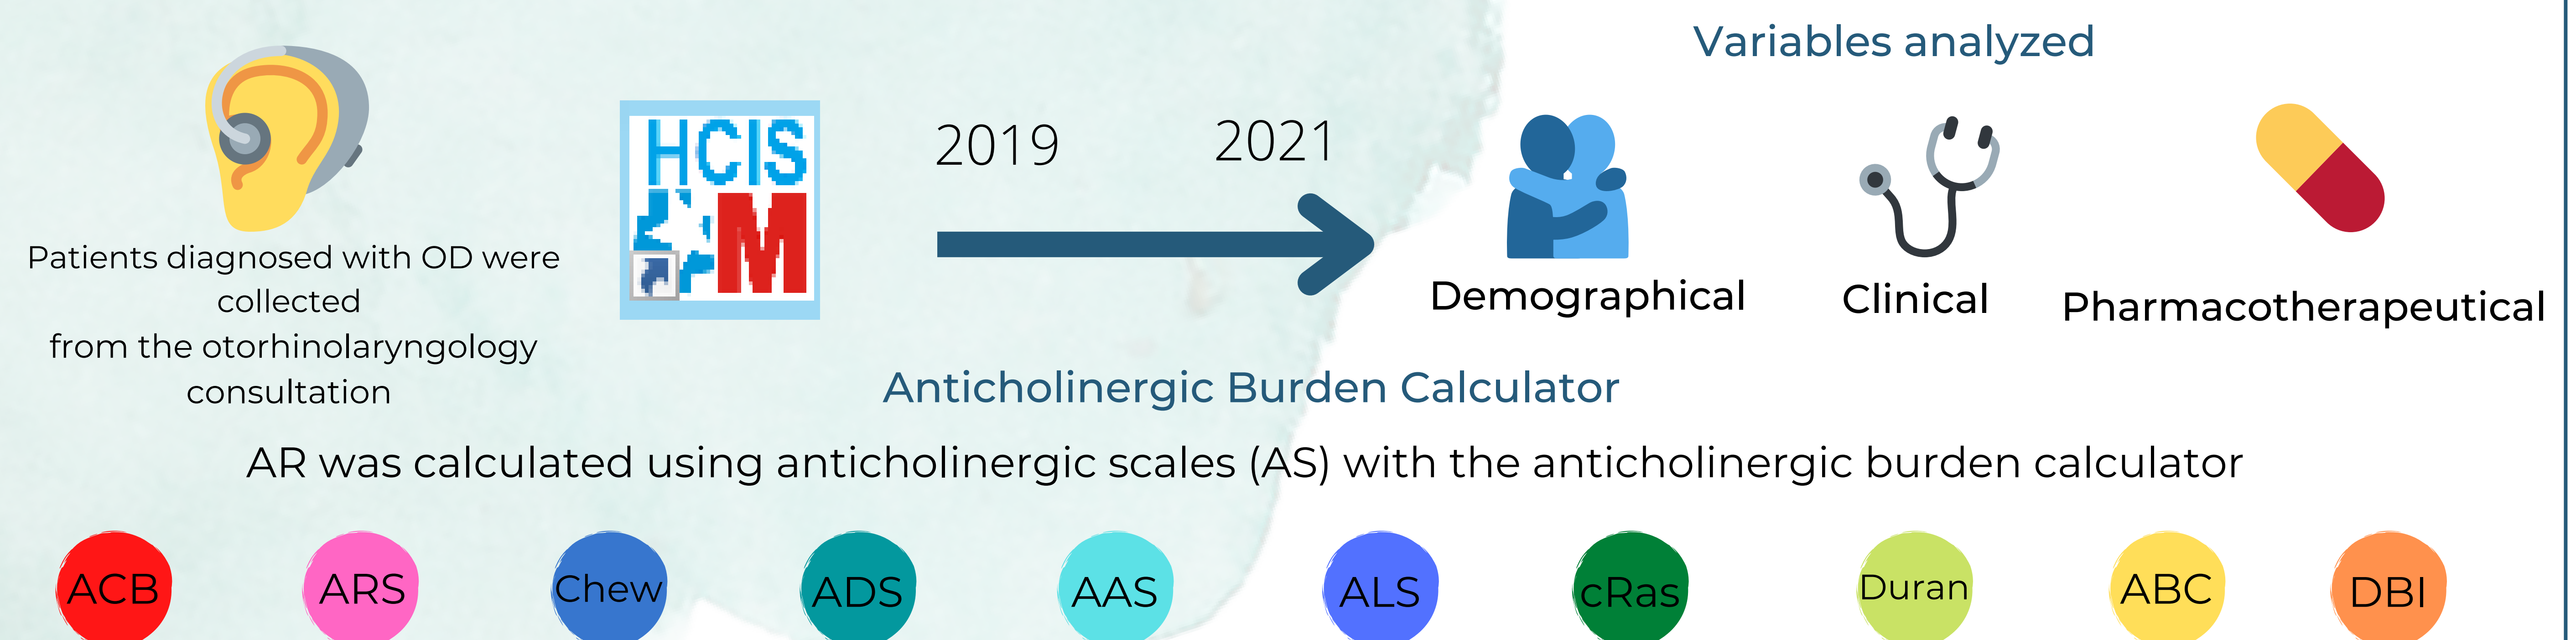 Variables analyzed
HCIS
M
2019
2021
Patients diagnosed with OD were
collected
from the otorhinolaryngology
consultation
Demographical
Clinical
Pharmacotherapeutical
Anticholinergic Burden Calculator
AR was calculated using anticholinergic scales (AS) with the anticholinergic burden calculator
ACB
ARS
Chew
ADS
AAS
ALS
cRas
Duran
ABC
DBI